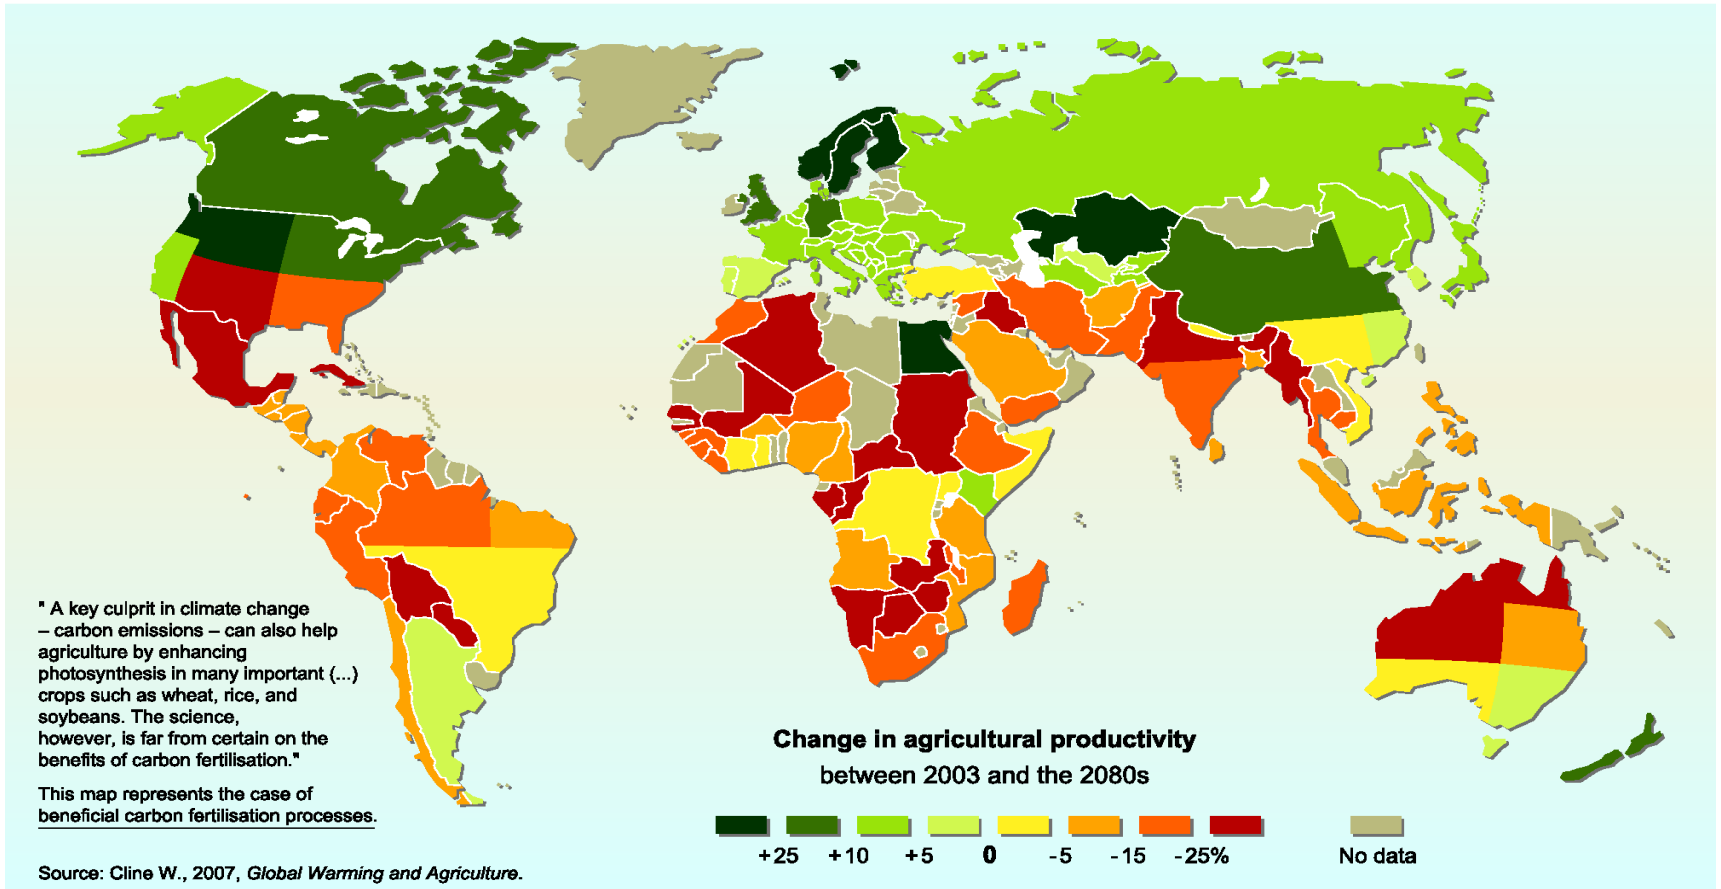 " A key culprit in climate change
– carbon emissions – can also help
agriculture by enhancing
photosynthesis in many important (...)
crops such as wheat, rice, and
soybeans. The science,
however, is far from certain on the
benefits of carbon fertilisation."
This map represents the case of
beneficial carbon fertilisation processes.
Source: Cline W., 2007, Global Warming and Agriculture.
Change in agricultural productivity
between 2003 and the 2080s
+25 +10 +5 0 -5 -15 -25% No data